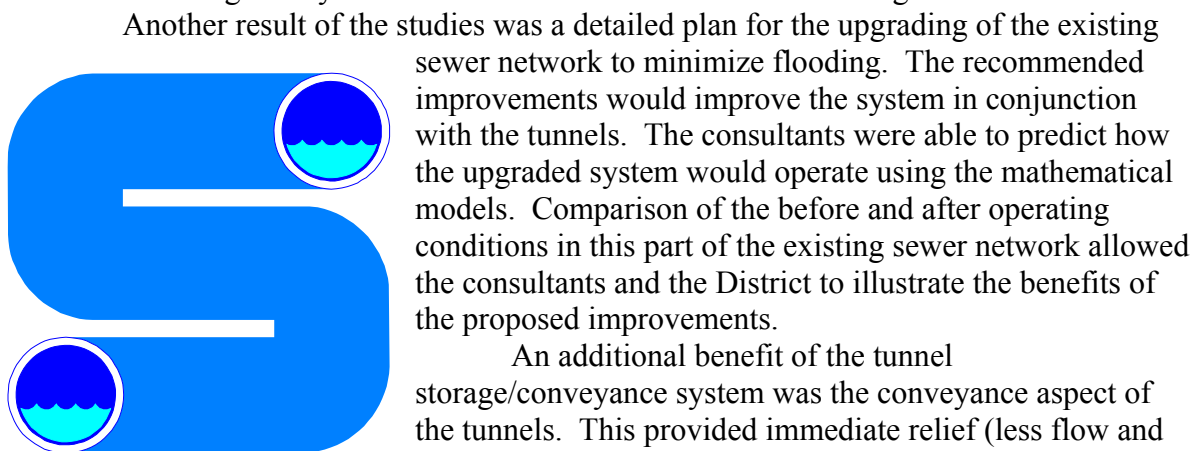 Another result of the studies was a detailed plan for the upgrading of the existing
sewer network to minimize flooding. The recommended
improvements would improve the system in conjunction
with the tunnels. The consultants were able to predict how
the upgraded system would operate using the mathematical
models. Comparison of the before and after operating
conditions in this part of the existing sewer network allowed
the consultants and the District to illustrate the benefits of
the proposed improvements.
An additional benefit of the tunnel
storage/conveyance system was the conveyance aspect of
the tunnels. This provided immediate relief (less flow and